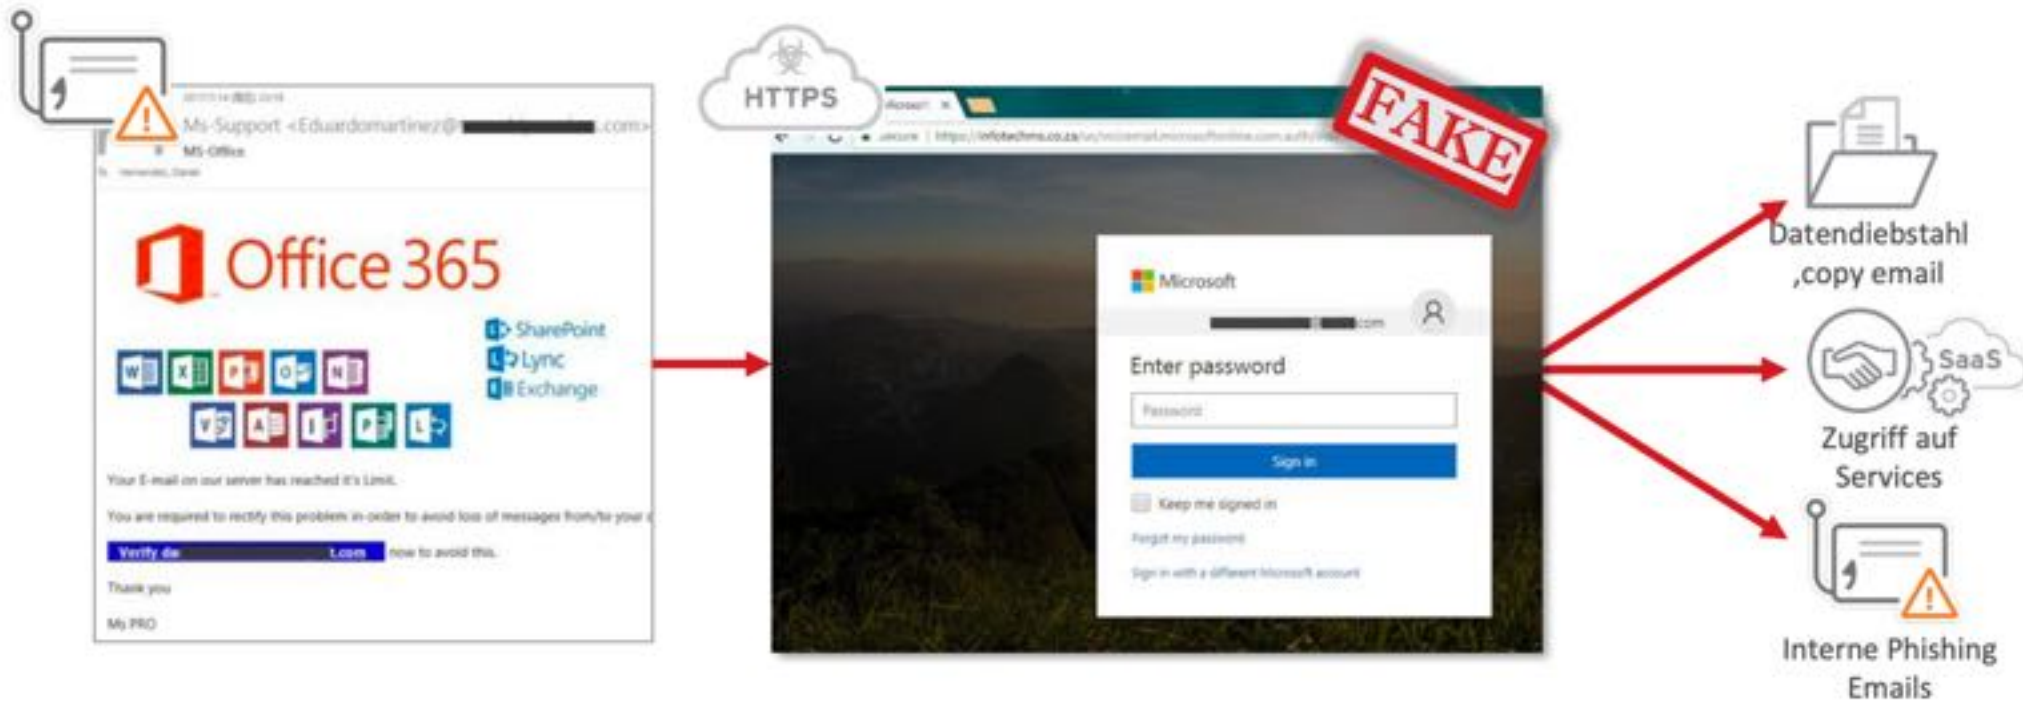 Ms-Support <Eduardomartinez@ .com>
MS-Office
Office 365
SharePoint
Lync
Exchange
Your E-mail on our server has reached it's Limit.
You are required to rectify this problem in order to avoid loss of messages from/to your
Verify da t.com now to avoid this.
Thank you
Ms PRO
HTTPS
FAKE
Microsoft
.com
Enter password
Password
Sign in
Keep me signed in
Forgot my password
Sign in with a different Microsoft account
Datendiebstahl
,copy email
SaaS
Zugriff auf
Services
Interne Phishing
Emails